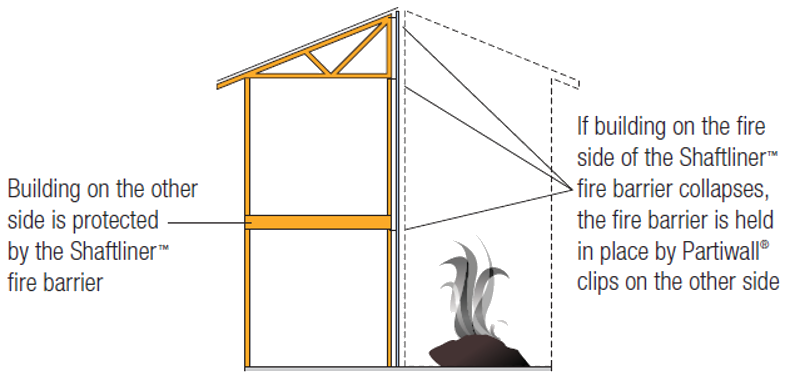 Building on the other
side is protected
by the Shaftliner™
fire barrier
If building on the fire
side of the Shaftliner™
fire barrier collapses,
the fire barrier is held
in place by Partiwall®
clips on the other side